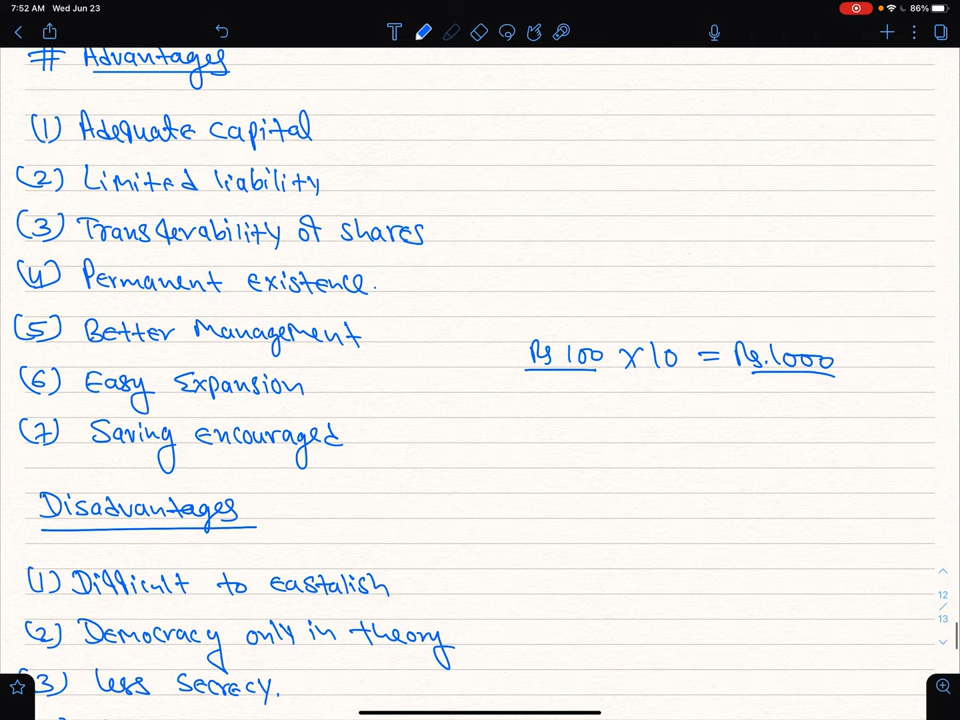 7:52 AM Wed Jun 23
86%
# Advantages
(1) Adequate capital
(2) Limited liability
(3) Transferability of shares
(4) Permanent existence.
(5) Better Management
Rs 100 x 10 = Rs. 1000
(6) Easy Expansion
(7) Saving encouraged
Disadvantages
(1) Difficult to eastalish
12
/
13
(2) Democracy only in theory
(3) less secrecy.